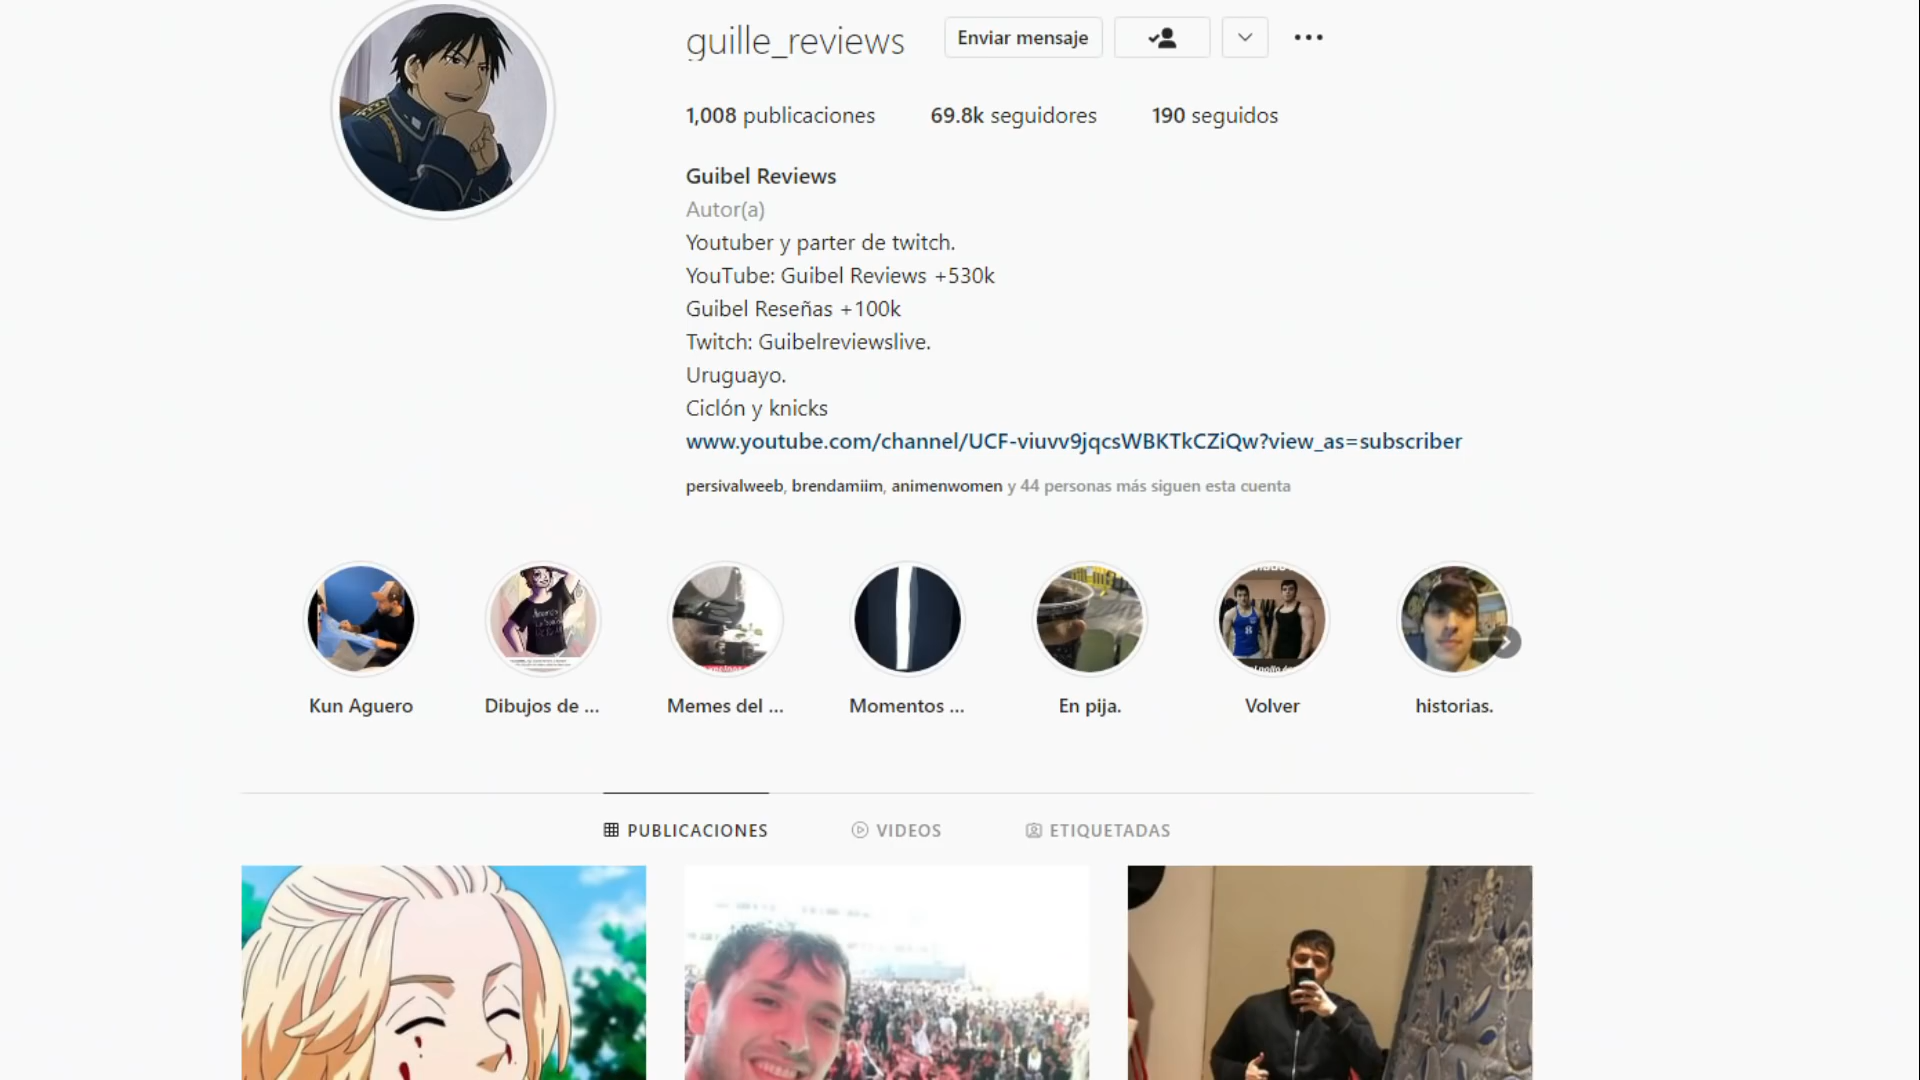 guille_reviews
Enviar mensaje
1,008 publicaciones
69.8k seguidores
190 seguidos
Guibel Reviews
Autor(a)
Youtuber y parter de twitch.
YouTube: Guibel Reviews +530k
Guibel Reseñas +100k
Twitch: Guibelreviewslive.
Uruguayo.
Ciclón y knicks
www.youtube.com/channel/UCF-viuvv9jqcsWBKTkCZiQw?view_as=subscriber
persivalweeb, brendamiim, animenwomen y 44 personas más siguen esta cuenta
8
Kun Aguero
Dibujos de ...
Memes del ...
Momentos ...
En pija.
Volver
historias.
PUBLICACIONES
VIDEOS
ETIQUETADAS